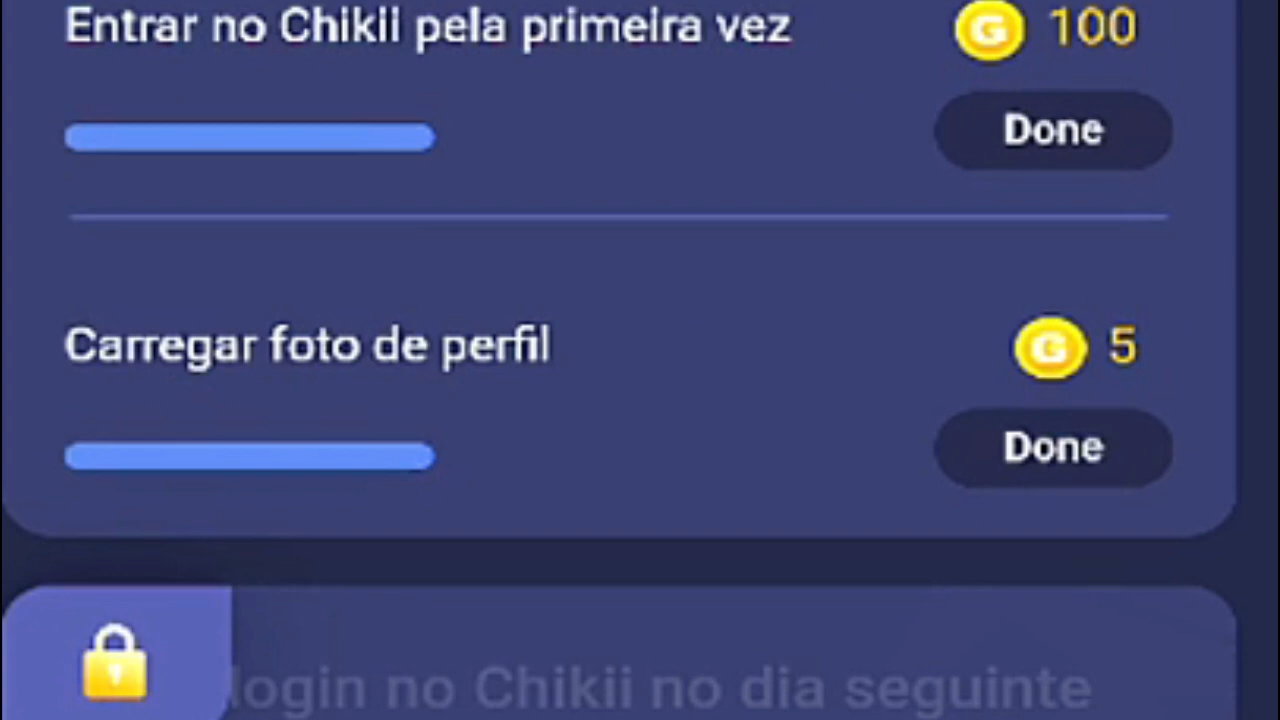 Entrar no Chikii pela primeira vez
G 100
Done
Carregar foto de perfil
G 5
Done
login no Chikii no dia seguinte